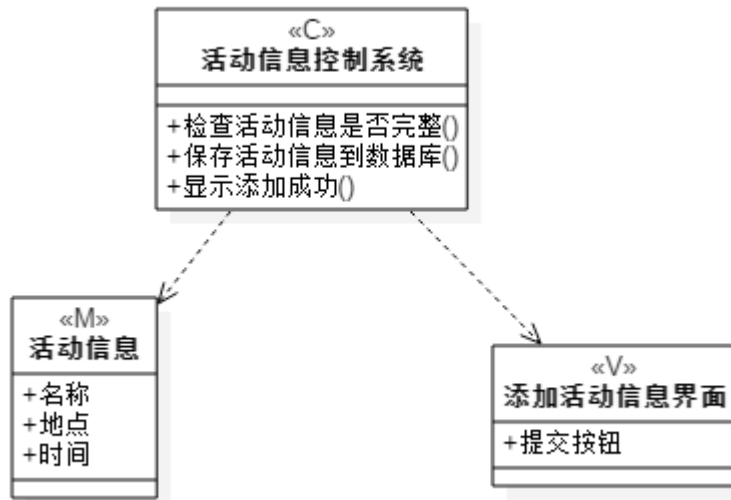 «C»
活动信息控制系统
+检查活动信息是否完整()
+保存活动信息到数据库()
+显示添加成功()
«M»
活动信息
+名称
+地点
+时间
«V»
添加活动信息界面
+提交按钮